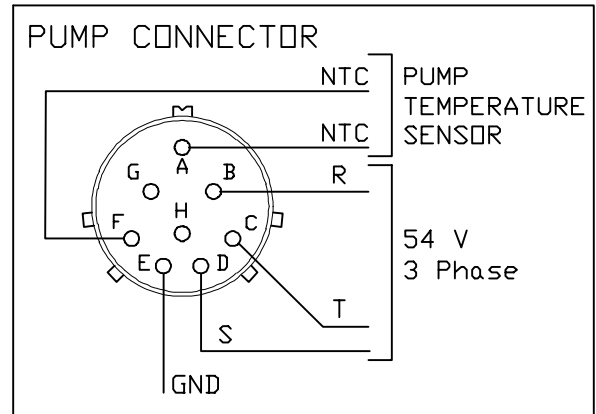 PUMP CONNECTOR
NTC
PUMP
TEMPERATURE
SENSOR
NTC
A
R
G
B
H
F
C
54 V
3 Phase
E
D
T
S
GND